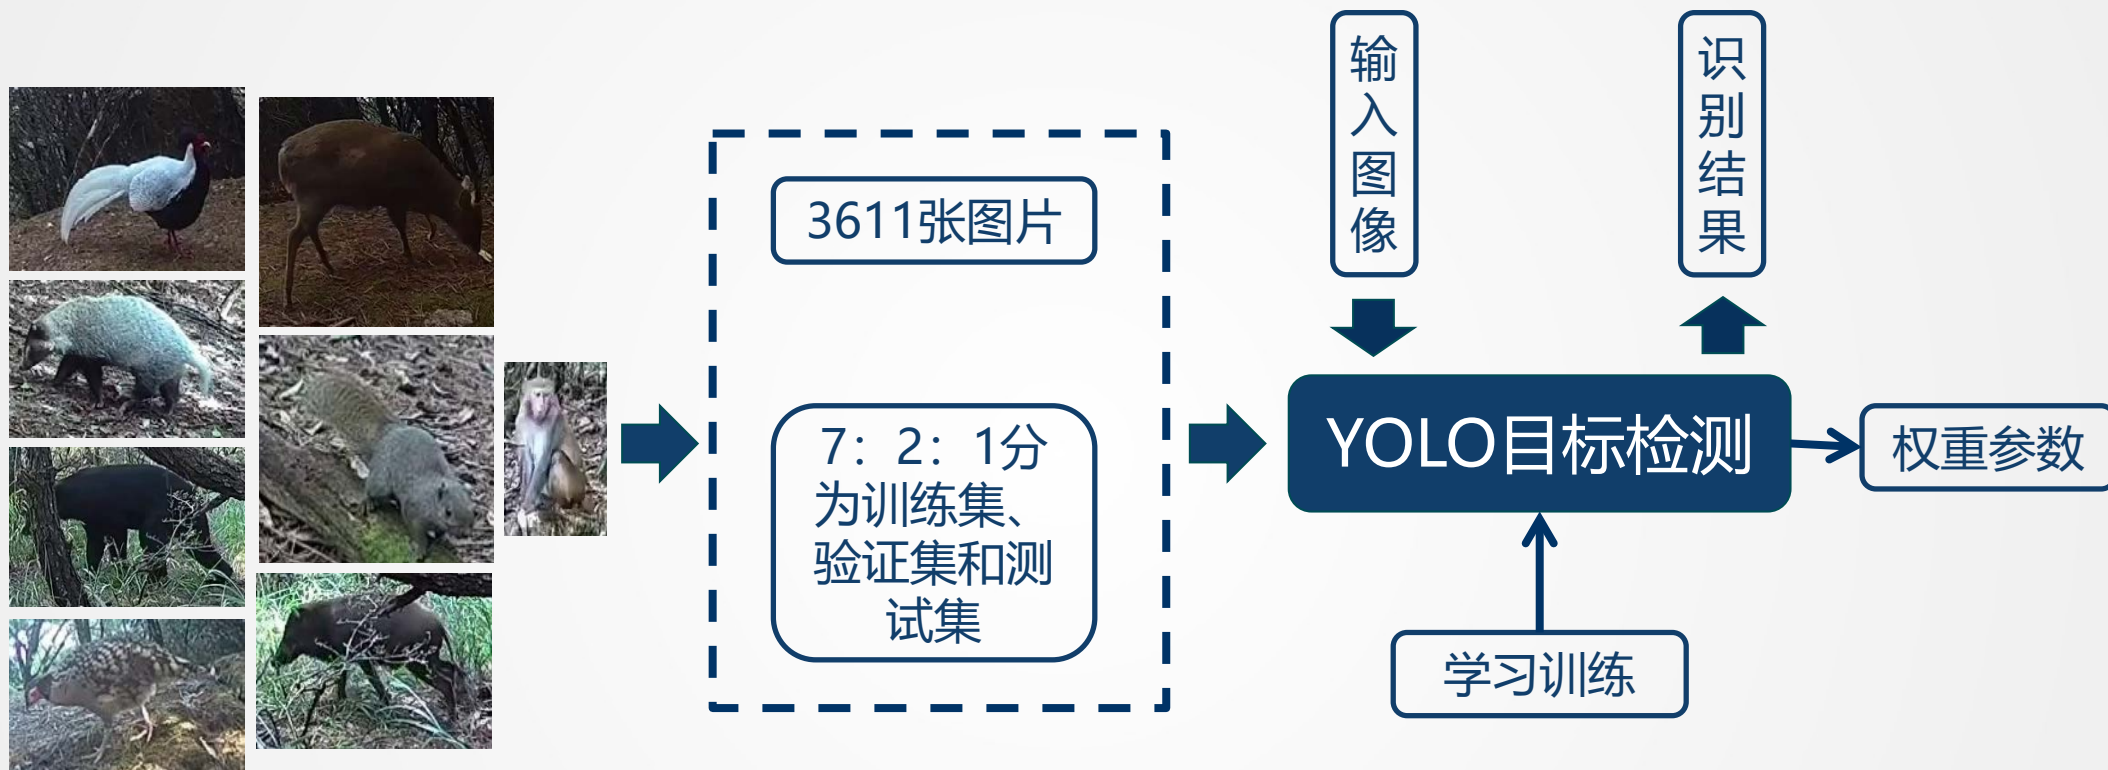 3611张图片
7：2：1分
为训练集、
验证集和测
试集
输入图像
识别结果
YOLO目标检测
权重参数
学习训练